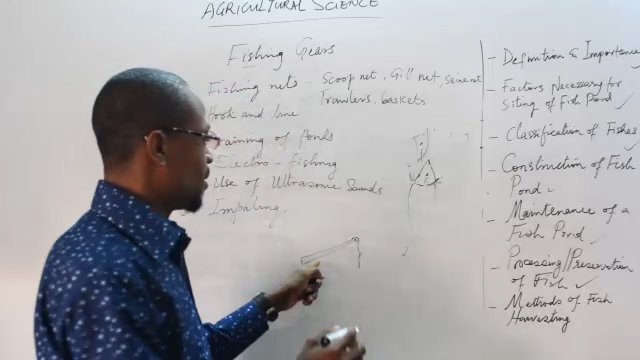 AGRICULTURAL SCIENCE
Fishing Gears
Fishing nets - Scoop net, Gill net, seine net
Trawlers, baskets
Hook and line
raining of Ponds
Electro-fishing
Use of Ultrasonic Sounds
Impaling
- Definition & Importance
- Factors Necessary for
Siting of Fish Pond ✓
- Classification of Fishes ✓
- Construction of Fish
Pond ✓
- Maintenance of a
Fish Pond ✓
- Processing/Preservation
of Fish ✓
- Methods of Fish
Harvesting